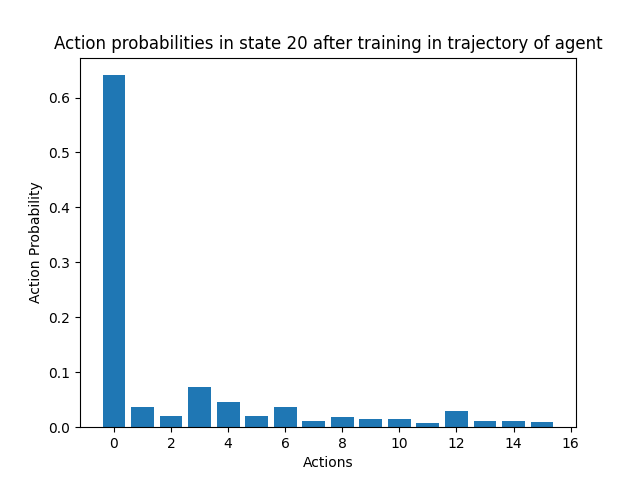 Action probabilities in state 20 after training in trajectory of agent
0.6
0.5
0.4
0.3
0.2
0.1
0.0
Action Probability
0 2 4 6 8 10 12 14 16
Actions